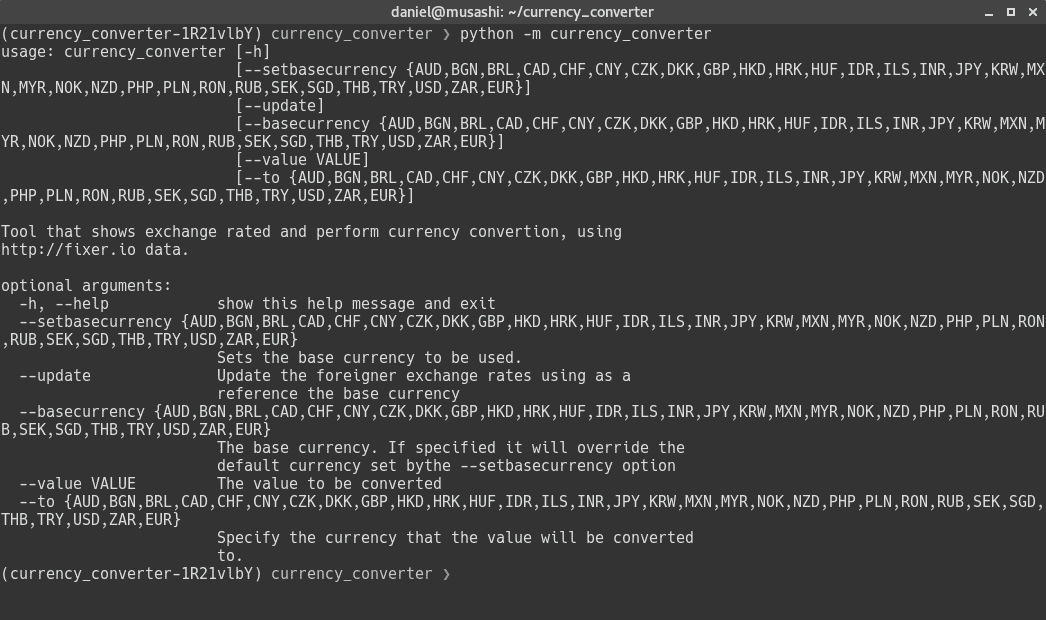 daniel@musashi: ~/currency_converter
(currency_converter-1R21vlbY) currency_converter ❯ python -m currency_converter
usage: currency_converter [-h]
                          [--setbasecurrency {AUD,BGN,BRL,CAD,CHF,CNY,CZK,DKK,GBP,HKD,HRK,HUF,IDR,ILS,INR,JPY,KRW,MX
N,MYR,NOK,NZD,PHP,PLN,RON,RUB,SEK,SGD,THB,TRY,USD,ZAR,EUR}]
                          [--update]
                          [--basecurrency {AUD,BGN,BRL,CAD,CHF,CNY,CZK,DKK,GBP,HKD,HRK,HUF,IDR,ILS,INR,JPY,KRW,MXN,M
YR,NOK,NZD,PHP,PLN,RON,RUB,SEK,SGD,THB,TRY,USD,ZAR,EUR}]
                          [--value VALUE]
                          [--to {AUD,BGN,BRL,CAD,CHF,CNY,CZK,DKK,GBP,HKD,HRK,HUF,IDR,ILS,INR,JPY,KRW,MXN,MYR,NOK,NZD
,PHP,PLN,RON,RUB,SEK,SGD,THB,TRY,USD,ZAR,EUR}]

Tool that shows exchange rated and perform currency convertion, using
http://fixer.io data.

optional arguments:
  -h, --help            show this help message and exit
  --setbasecurrency {AUD,BGN,BRL,CAD,CHF,CNY,CZK,DKK,GBP,HKD,HRK,HUF,IDR,ILS,INR,JPY,KRW,MXN,MYR,NOK,NZD,PHP,PLN,RON
,RUB,SEK,SGD,THB,TRY,USD,ZAR,EUR}
                        Sets the base currency to be used.
  --update              Update the foreigner exchange rates using as a
                        reference the base currency
  --basecurrency {AUD,BGN,BRL,CAD,CHF,CNY,CZK,DKK,GBP,HKD,HRK,HUF,IDR,ILS,INR,JPY,KRW,MXN,MYR,NOK,NZD,PHP,PLN,RON,RU
B,SEK,SGD,THB,TRY,USD,ZAR,EUR}
                        The base currency. If specified it will override the
                        default currency set bythe --setbasecurrency option
  --value VALUE         The value to be converted
  --to {AUD,BGN,BRL,CAD,CHF,CNY,CZK,DKK,GBP,HKD,HRK,HUF,IDR,ILS,INR,JPY,KRW,MXN,MYR,NOK,NZD,PHP,PLN,RON,RUB,SEK,SGD,
THB,TRY,USD,ZAR,EUR}
                        Specify the currency that the value will be converted
                        to.
(currency_converter-1R21vlbY) currency_converter ❯